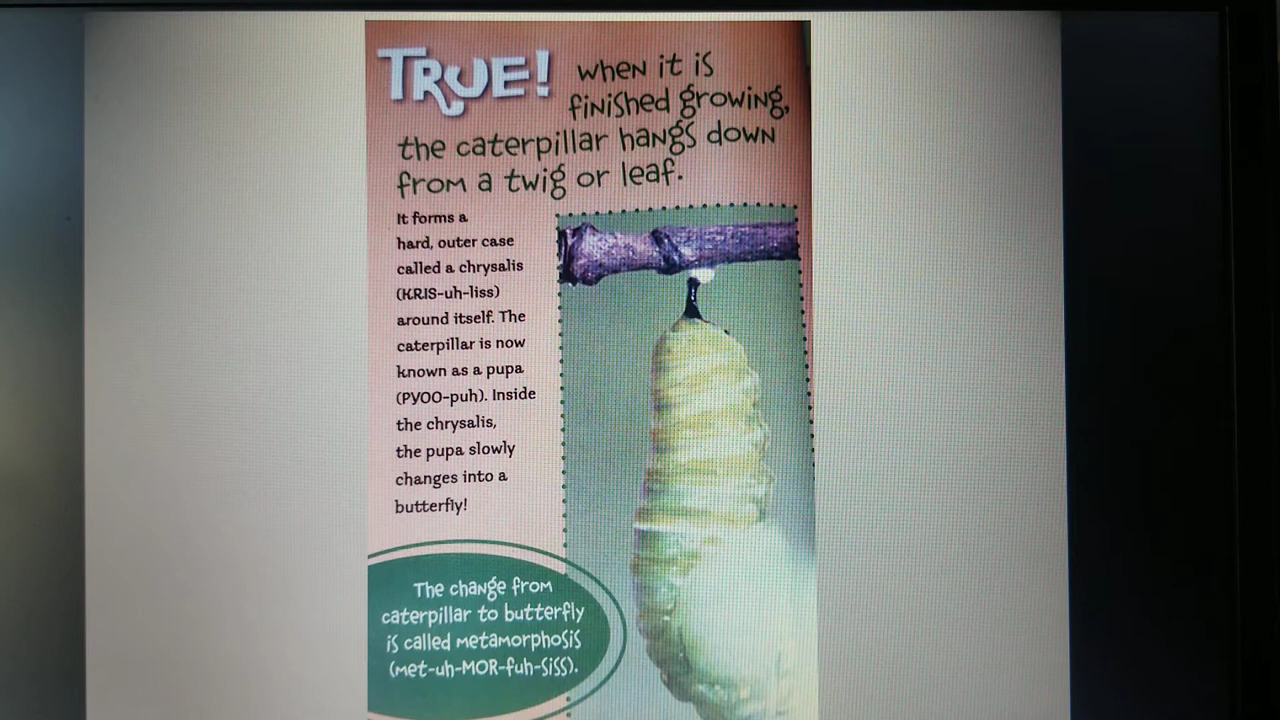 TRUE! When it is
finished growing,
the caterpillar hangs down
from a twig or leaf.
It forms a
hard, outer case
called a chrysalis
(KRIS-uh-liss)
around itself. The
caterpillar is now
known as a pupa
(PYOO-puh). Inside
the chrysalis,
the pupa slowly
changes into a
butterfly!
The change from
caterpillar to butterfly
is called metamorphosis
(met-uh-MOR-fuh-siss).